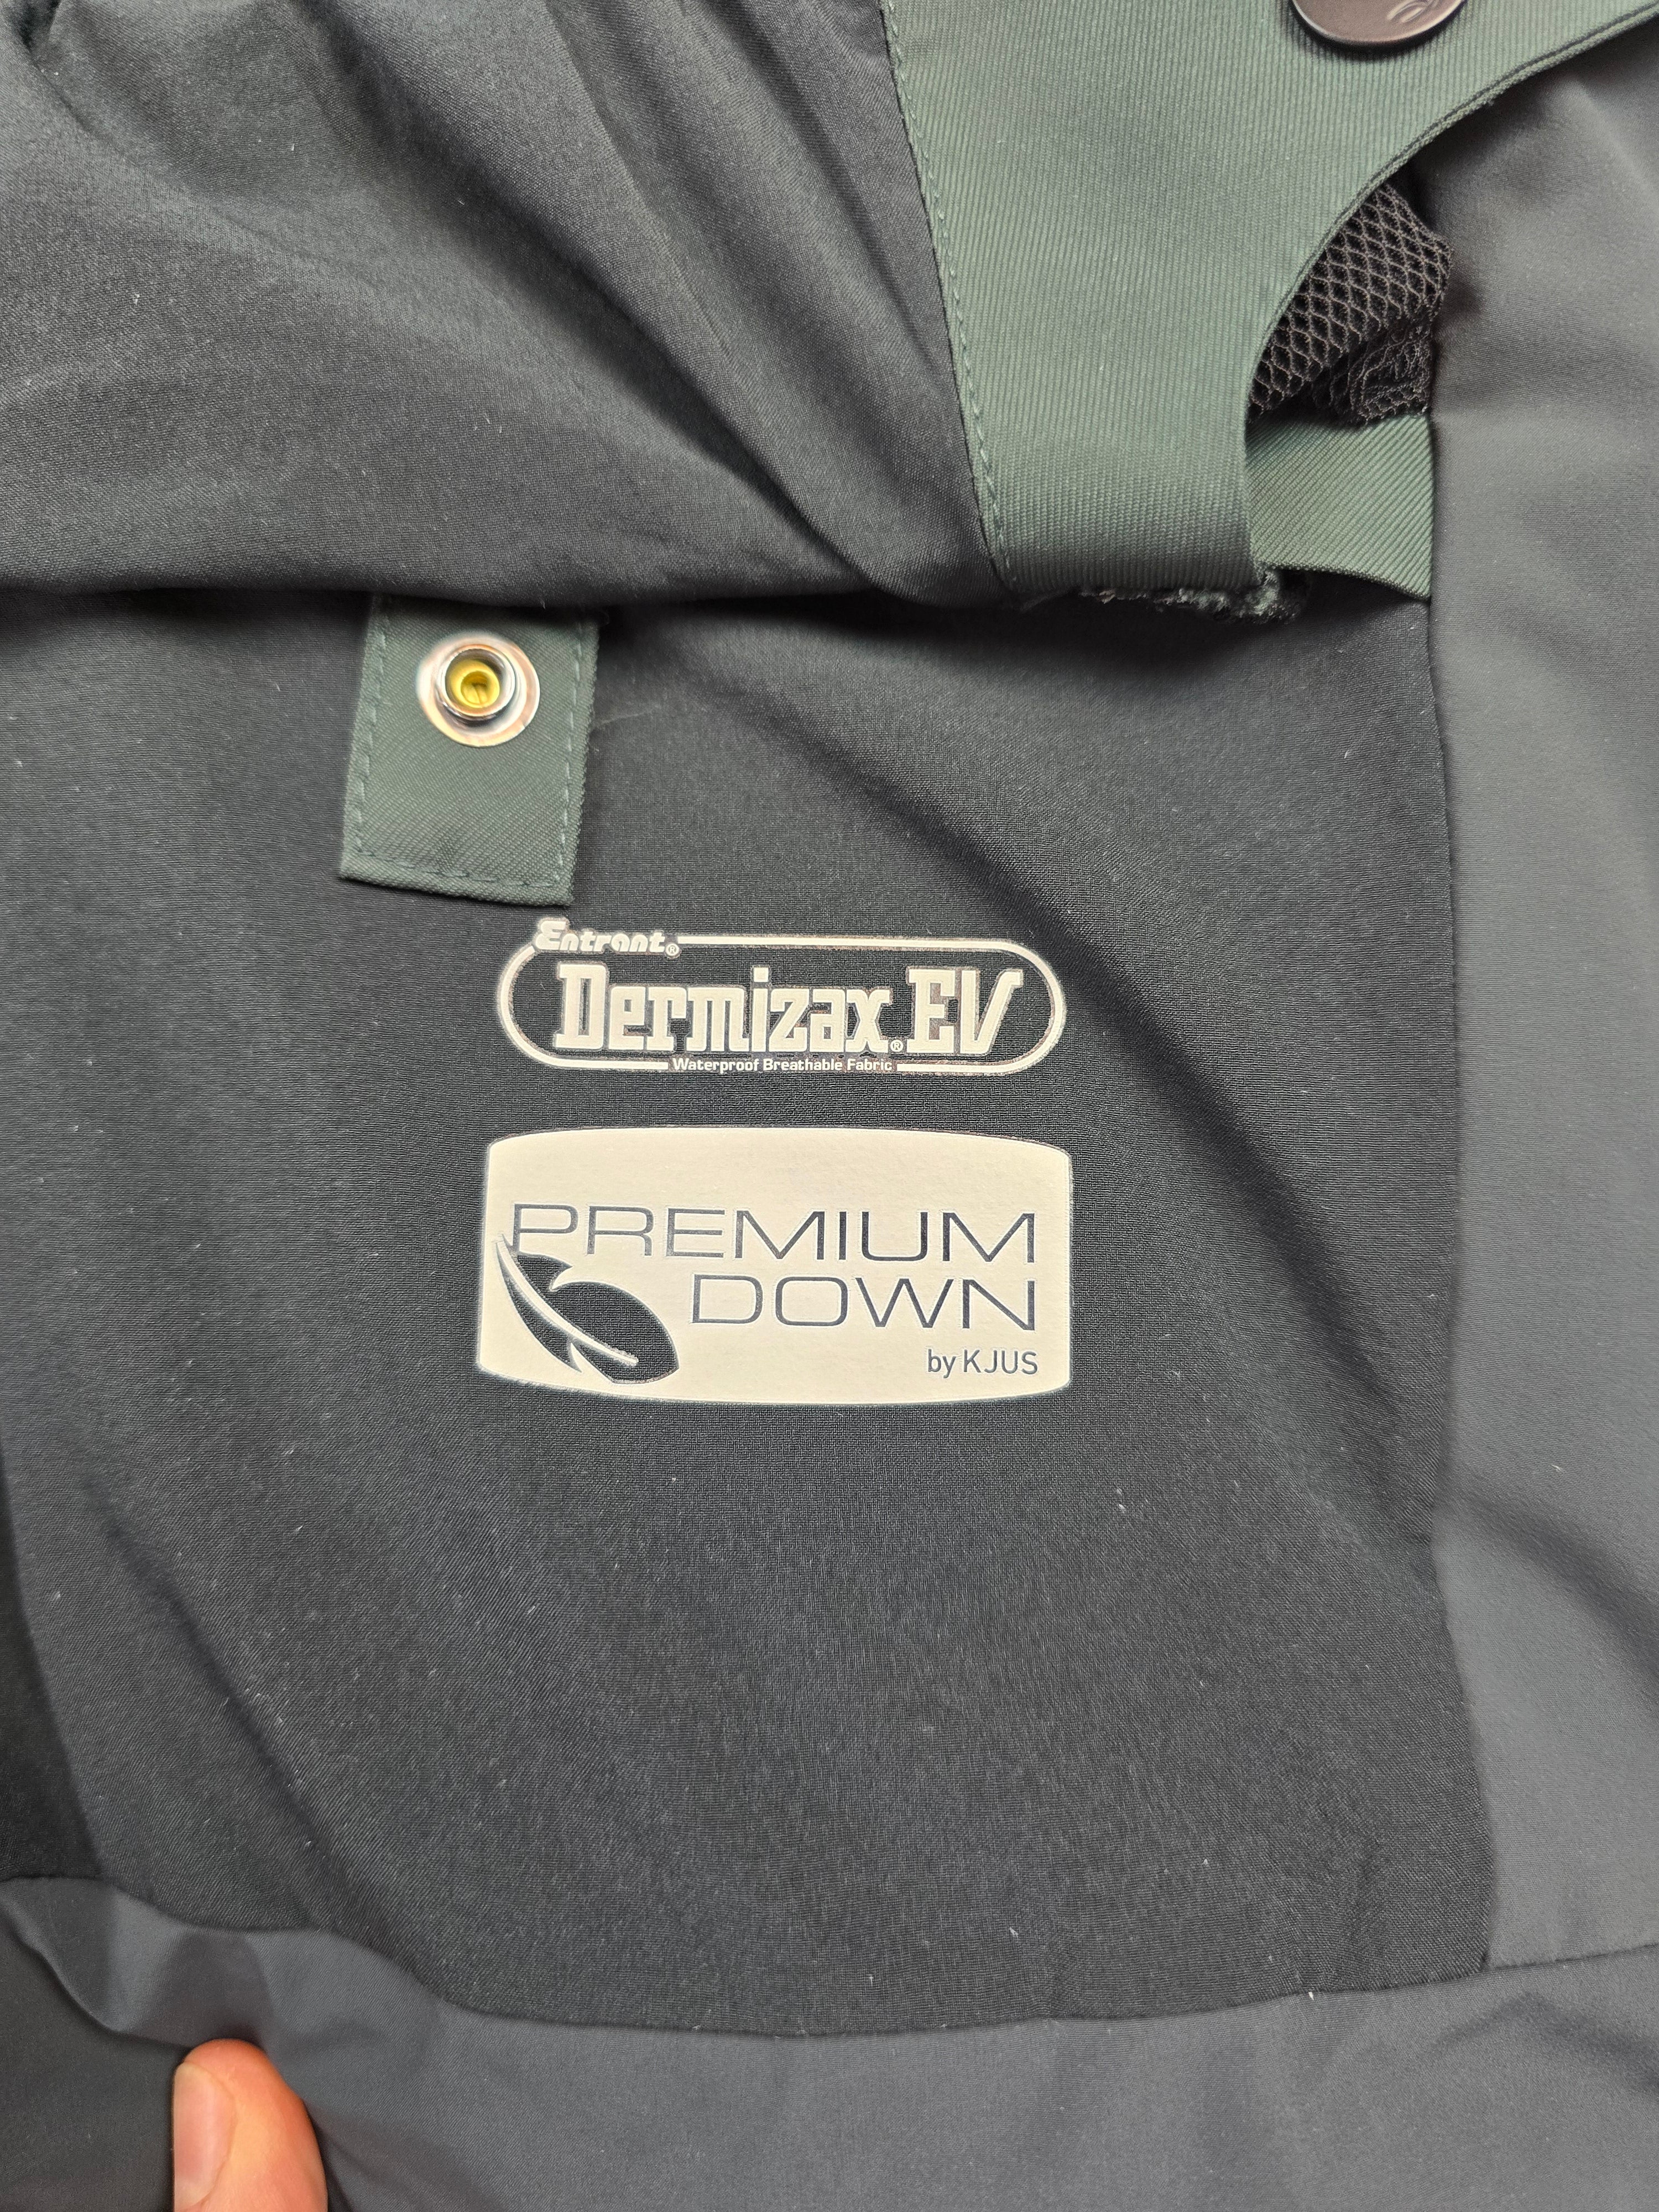 Entrant®
Dermizax® EV
Waterproof Breathable Fabric
PREMIUM
DOWN
by KJUS